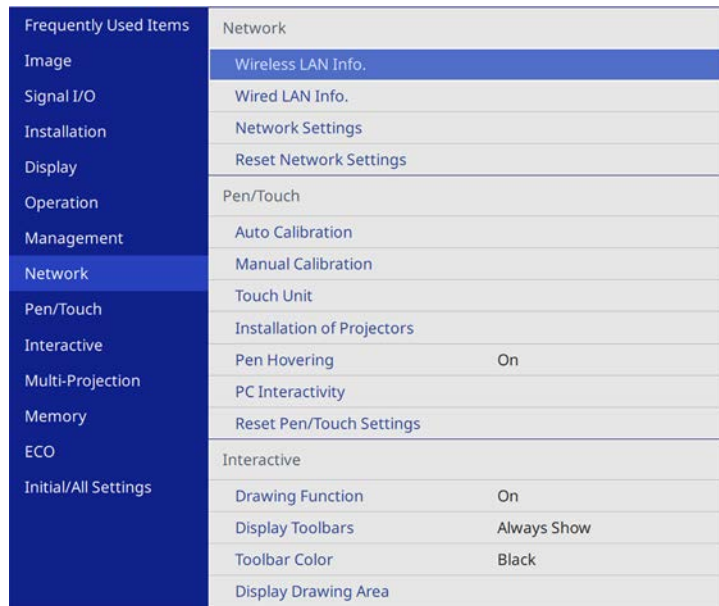 Frequently Used Items
Image
Signal I/O
Installation
Display
Operation
Management
Network
Pen/Touch
Interactive
Multi-Projection
Memory
ECO
Initial/All Settings
Network
Wireless LAN Info.
Wired LAN Info.
Network Settings
Reset Network Settings
Pen/Touch
Auto Calibration
Manual Calibration
Touch Unit
Installation of Projectors
Pen Hovering On
PC Interactivity
Reset Pen/Touch Settings
Interactive
Drawing Function On
Display Toolbars Always Show
Toolbar Color Black
Display Drawing Area